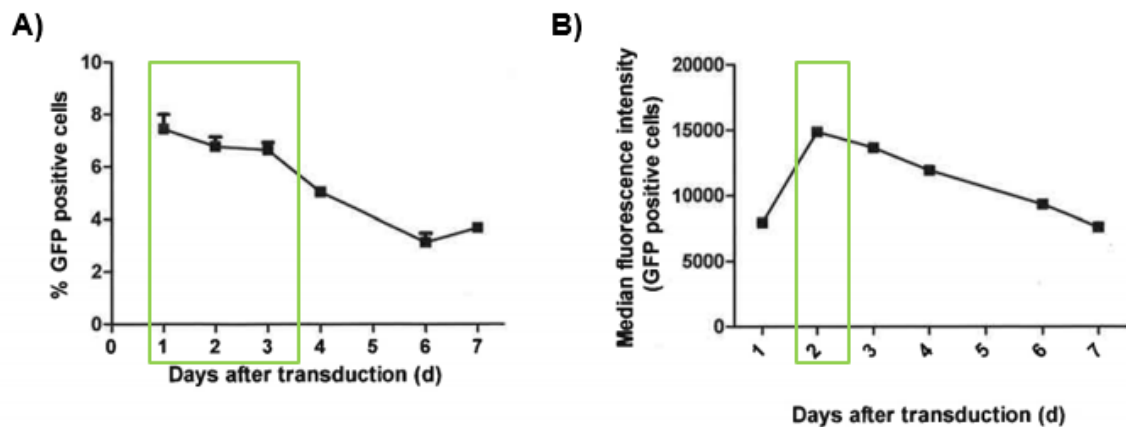 A)
% GFP positive cells
10
8
6
4
2
0
0 1 2 3 4 5 6 7
Days after transduction (d)
B)
Median fluorescence intensity
(GFP positive cells)
20000
15000
10000
5000
0
1 2 3 4 5 6 7
Days after transduction (d)